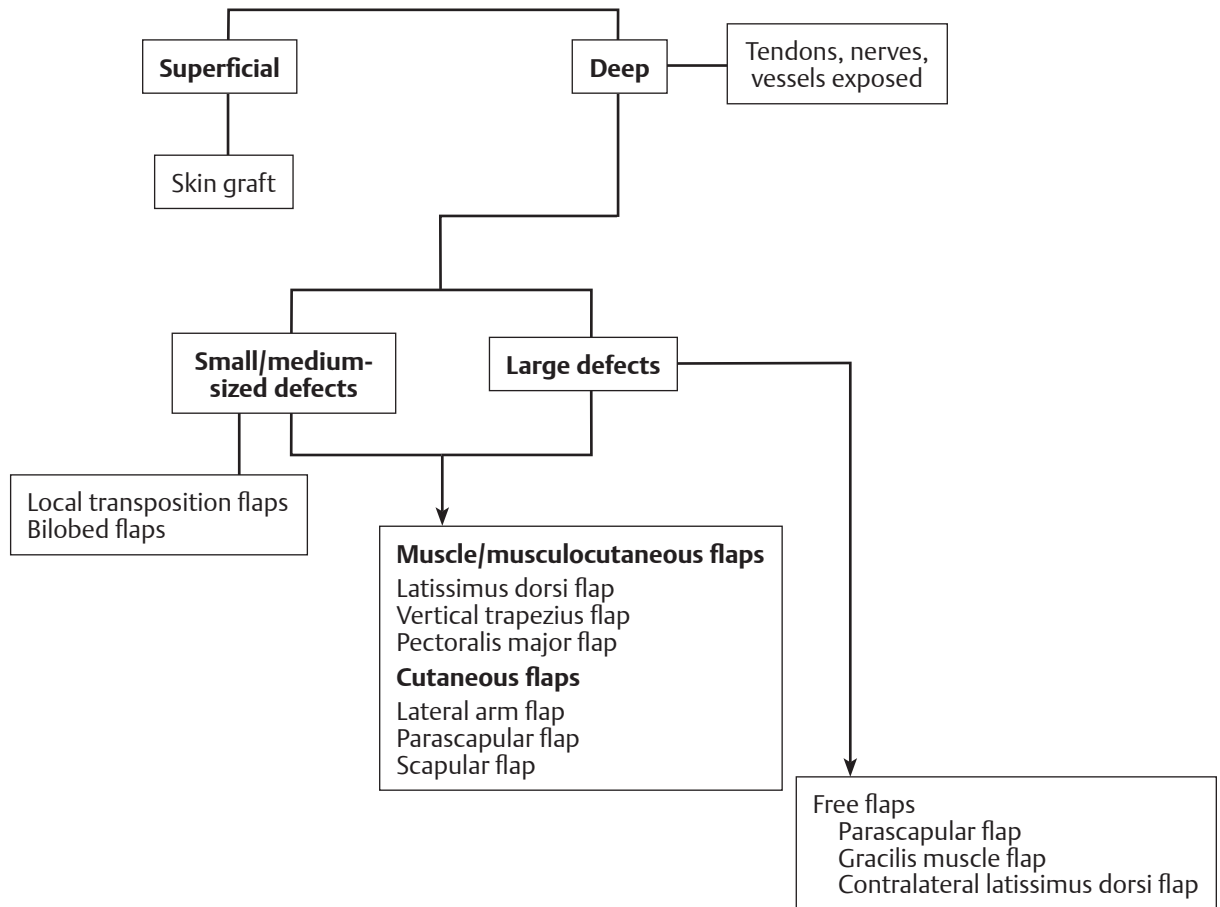 Superficial
Deep
Tendons, nerves,
vessels exposed
Skin graft
Small/medium-
sized defects
Large defects
Local transposition flaps
Bilobed flaps
Muscle/musculocutaneous flaps
Latissimus dorsi flap
Vertical trapezius flap
Pectoralis major flap
Cutaneous flaps
Lateral arm flap
Parascapular flap
Scapular flap
Free flaps
Parascapular flap
Gracilis muscle flap
Contralateral latissimus dorsi flap